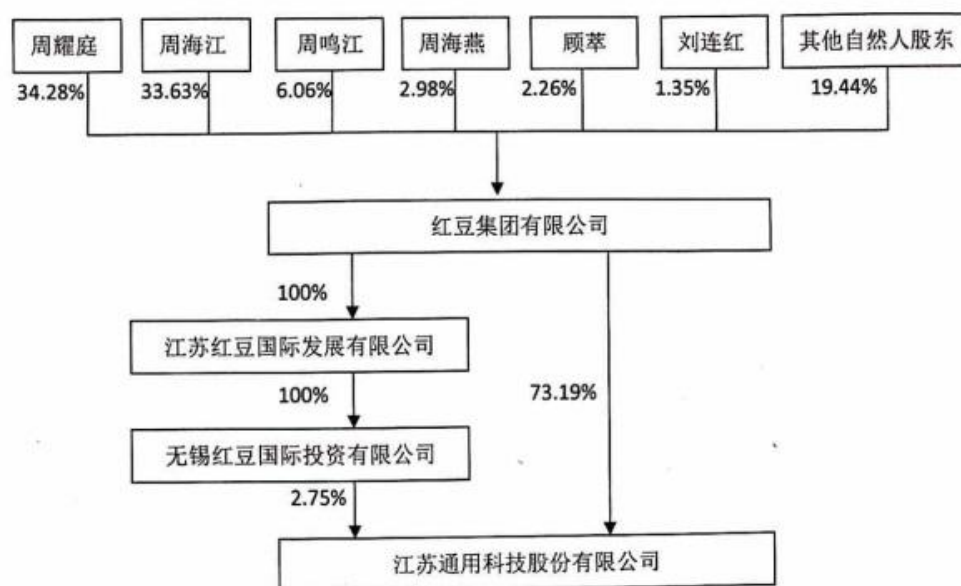 周耀庭 周海江 周鸣江 周海燕 顾萃 刘连红 其他自然人股东
34.28% 33.63% 6.06% 2.98% 2.26% 1.35% 19.44%
红豆集团有限公司
100%
江苏红豆国际发展有限公司
100% 73.19%
无锡红豆国际投资有限公司
2.75%
江苏通用科技股份有限公司